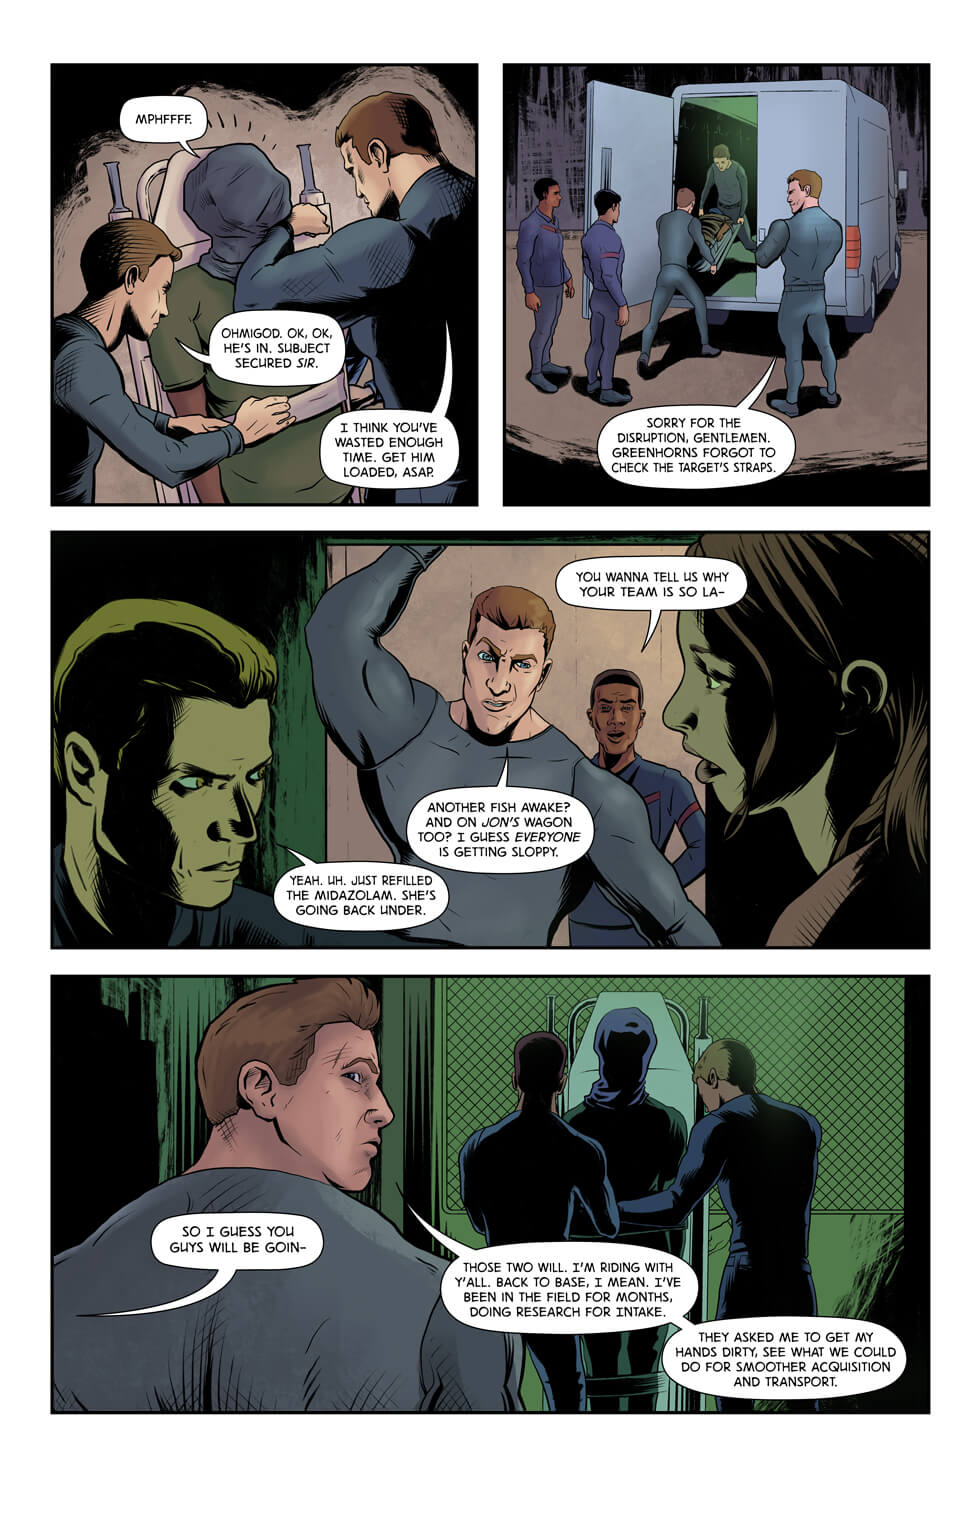 MPHFFFF.
OHMIGOD. OK, OK,
HE'S IN. SUBJECT
SECURED SIR.
I THINK YOU'VE
WASTED ENOUGH
TIME. GET HIM
LOADED, ASAP.
SORRY FOR THE
DISRUPTION, GENTLEMEN.
GREENHORNS FORGOT TO
CHECK THE TARGET'S STRAPS.
YOU WANNA TELL US WHY
YOUR TEAM IS SO LA-
ANOTHER FISH AWAKE?
AND ON JON'S WAGON
TOO? I GUESS EVERYONE
IS GETTING SLOPPY.
YEAH. UH. JUST REFILLED
THE MIDAZOLAM. SHE'S
GOING BACK UNDER.
SO I GUESS YOU
GUYS WILL BE GOIN-
THOSE TWO WILL. I'M RIDING WITH
Y'ALL. BACK TO BASE, I MEAN. I'VE
BEEN IN THE FIELD FOR MONTHS,
DOING RESEARCH FOR INTAKE.
THEY ASKED ME TO GET MY
HANDS DIRTY, SEE WHAT WE COULD
DO FOR SMOOTHER ACQUISITION
AND TRANSPORT.